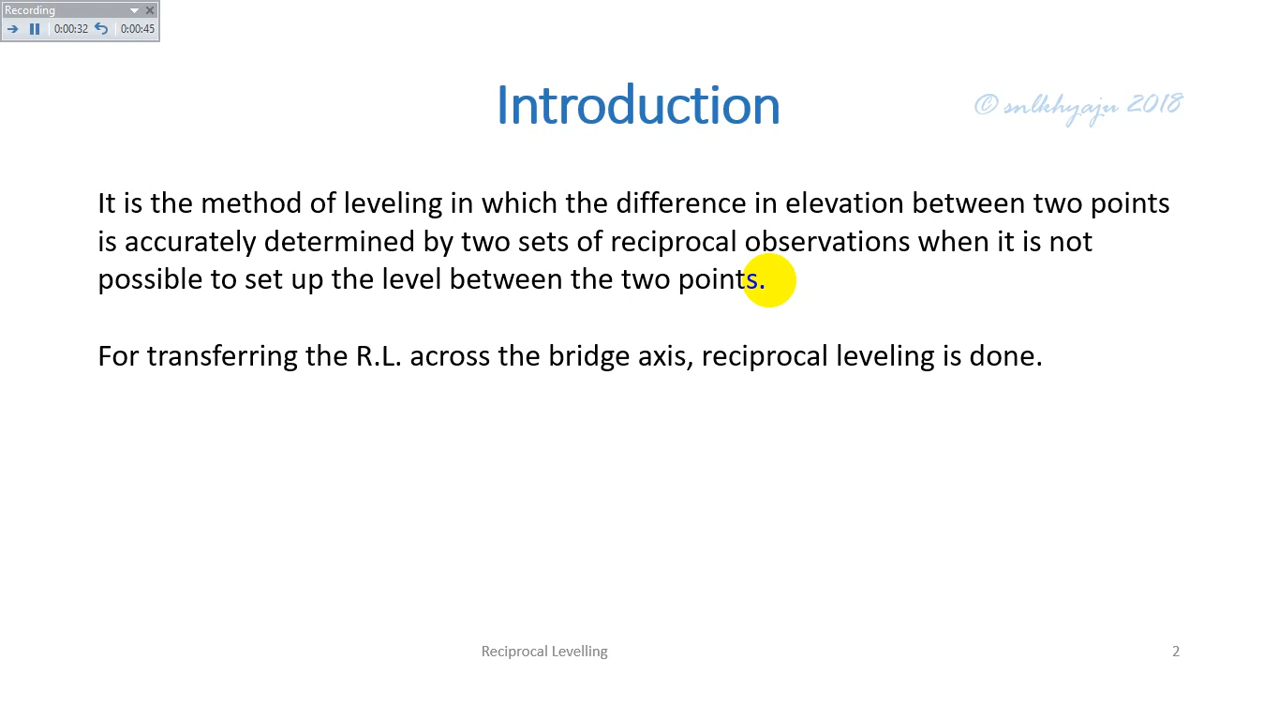 Recording
0:00:32 0:00:45
Introduction
© snlkhyaju 2018
It is the method of leveling in which the difference in elevation between two points
is accurately determined by two sets of reciprocal observations when it is not
possible to set up the level between the two points.
For transferring the R.L. across the bridge axis, reciprocal leveling is done.
Reciprocal Levelling
2